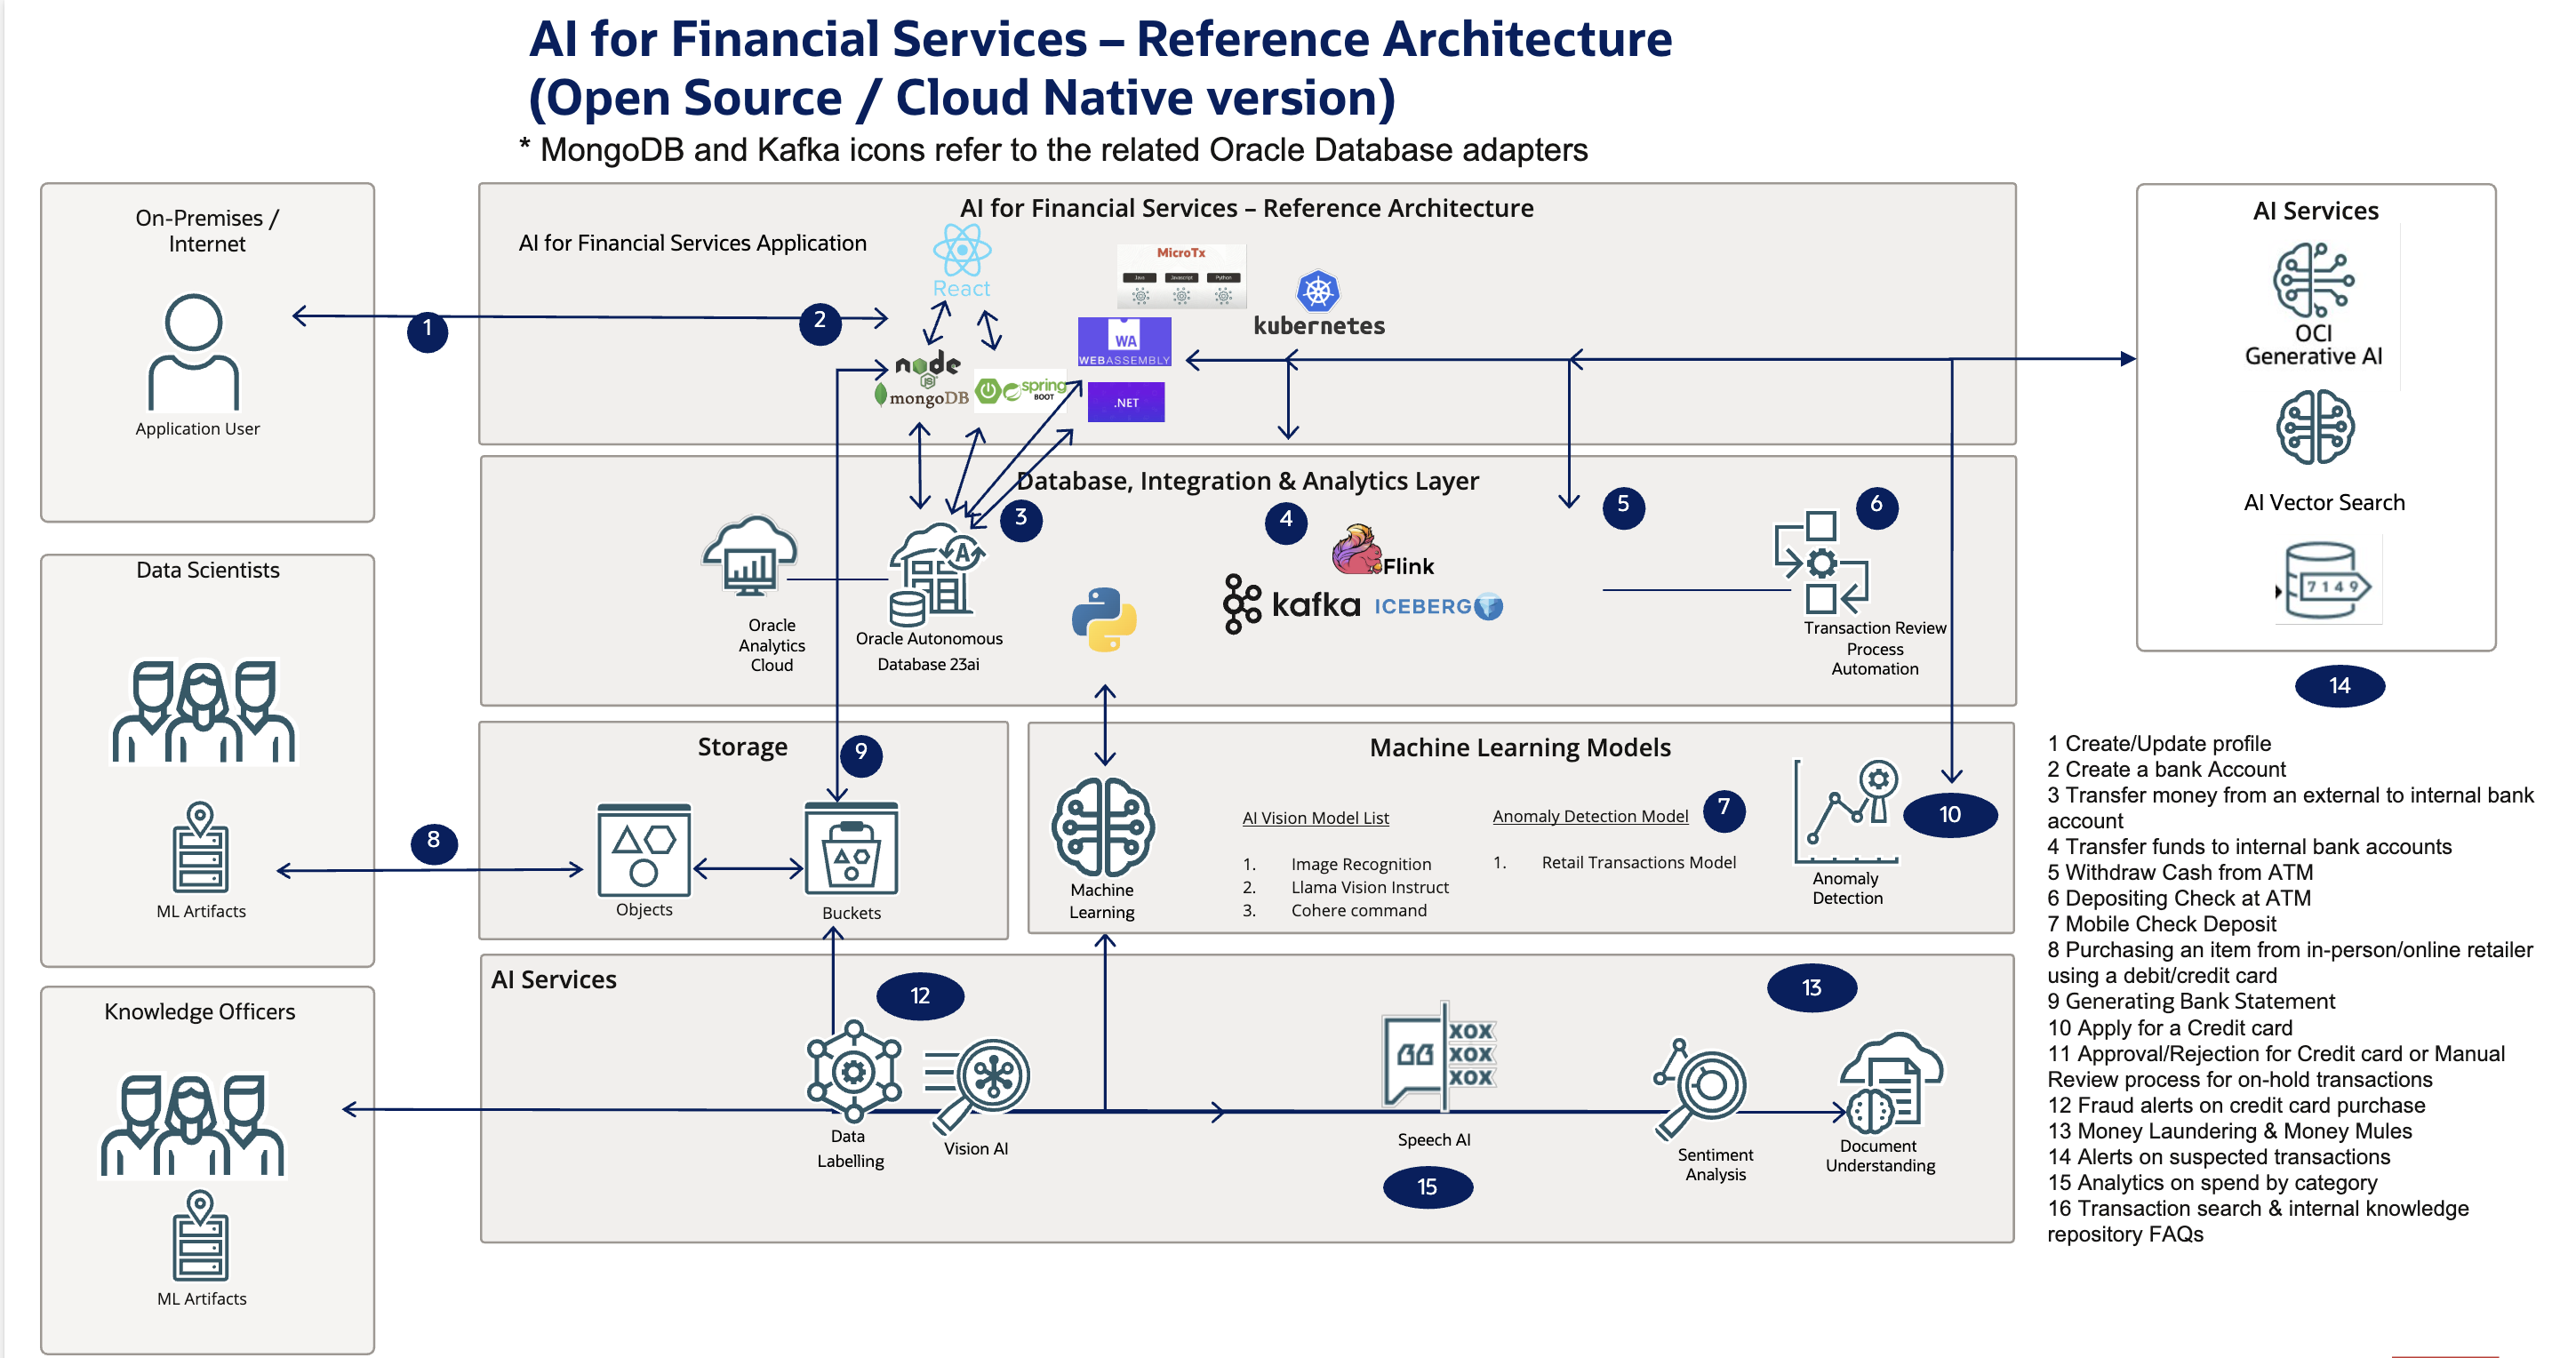 AI for Financial Services – Reference Architecture
(Open Source / Cloud Native version)
* MongoDB and Kafka icons refer to the related Oracle Database adapters
On-Premises /
Internet
Application User
1
Data Scientists
ML Artifacts
8
Knowledge Officers
ML Artifacts
AI for Financial Services – Reference Architecture
AI for Financial Services Application
React
MicroTx
Java
Javascript
Python
kubernetes
2
node
JS
mongoDB
spring
BOOT
WA
WEBASSEMBLY
.NET
Database, Integration & Analytics Layer
3
4
5
6
A
Oracle
Analytics
Cloud
Oracle Autonomous
Database 23ai
Flink
kafka
ICEBERG
Transaction Review
Process
Automation
Storage
9
Objects
Buckets
Machine Learning Models
Machine
Learning
AI Vision Model List
1. Image Recognition
2. Llama Vision Instruct
3. Cohere command
Anomaly Detection Model
7
1. Retail Transactions Model
Anomaly
Detection
10
AI Services
12
13
Data
Labelling
Vision AI
XOX
XOX
XOX
Speech AI
15
Sentiment
Analysis
Document
Understanding
AI Services
OCI
Generative AI
AI Vector Search
7149
14
1 Create/Update profile
2 Create a bank Account
3 Transfer money from an external to internal bank
account
4 Transfer funds to internal bank accounts
5 Withdraw Cash from ATM
6 Depositing Check at ATM
7 Mobile Check Deposit
8 Purchasing an item from in-person/online retailer
using a debit/credit card
9 Generating Bank Statement
10 Apply for a Credit card
11 Approval/Rejection for Credit card or Manual
Review process for on-hold transactions
12 Fraud alerts on credit card purchase
13 Money Laundering & Money Mules
14 Alerts on suspected transactions
15 Analytics on spend by category
16 Transaction search & internal knowledge
repository FAQs